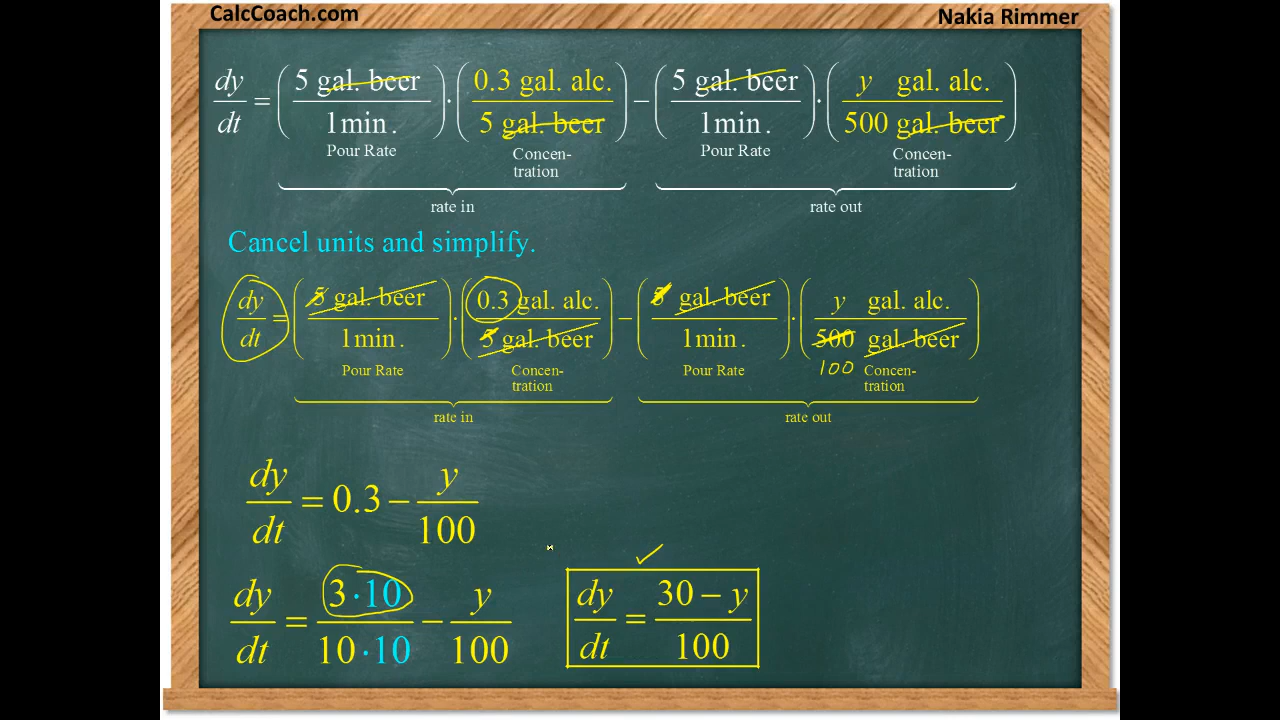 CalcCoach.com Nakia Rimmer
dy/dt = (5 gal. beer / 1 min.) · (0.3 gal. alc. / 5 gal. beer) − (5 gal. beer / 1 min.) · (y gal. alc. / 500 gal. beer)
Pour Rate Concen-tration Pour Rate Concen-tration
rate in rate out
Cancel units and simplify.
dy/dt = (5 gal. beer / 1 min.) · (0.3 gal. alc. / 5 gal. beer) − (5 gal. beer / 1 min.) · (y gal. alc. / 500 gal. beer)
100
Pour Rate Concen-tration Pour Rate Concen-tration
rate in rate out
dy/dt = 0.3 − y/100
dy/dt = 3·10 / 10·10 − y/100 dy/dt = 30 − y / 100